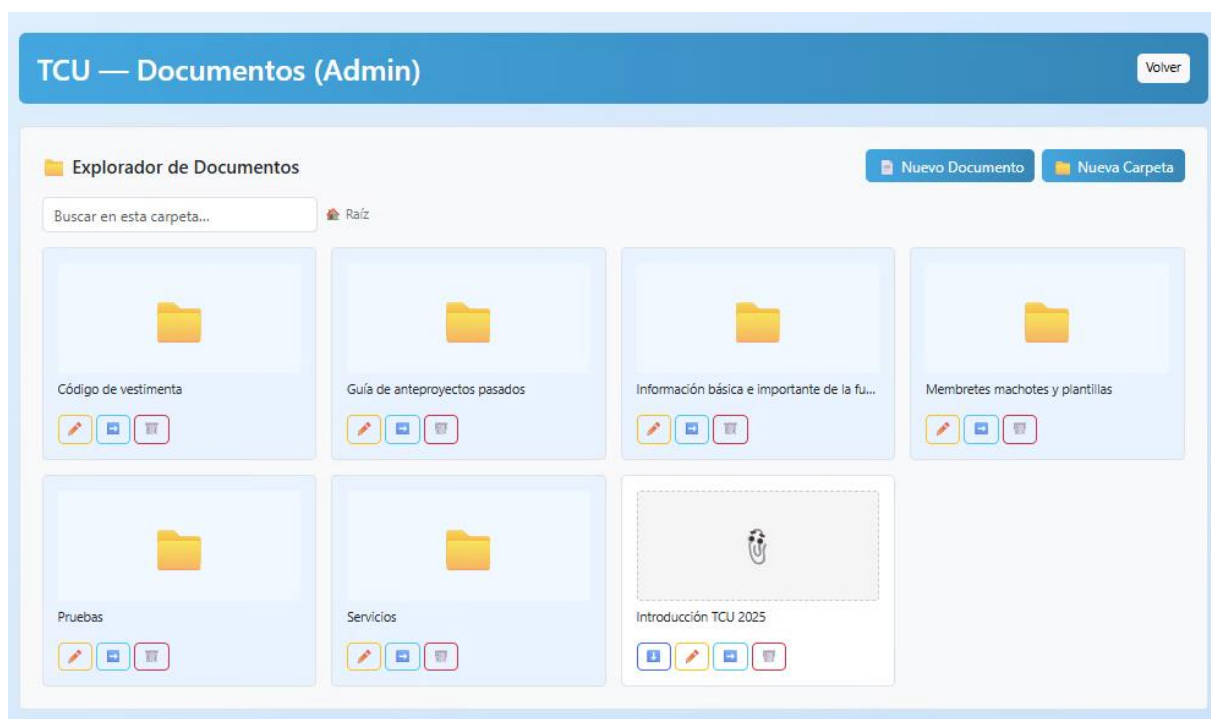 TCU — Documentos (Admin)
Volver
Explorador de Documentos
Nuevo Documento
Nueva Carpeta
Buscar en esta carpeta...
Raíz
Código de vestimenta
Guía de anteproyectos pasados
Información básica e importante de la fu...
Membretes machotes y plantillas
Pruebas
Servicios
Introducción TCU 2025